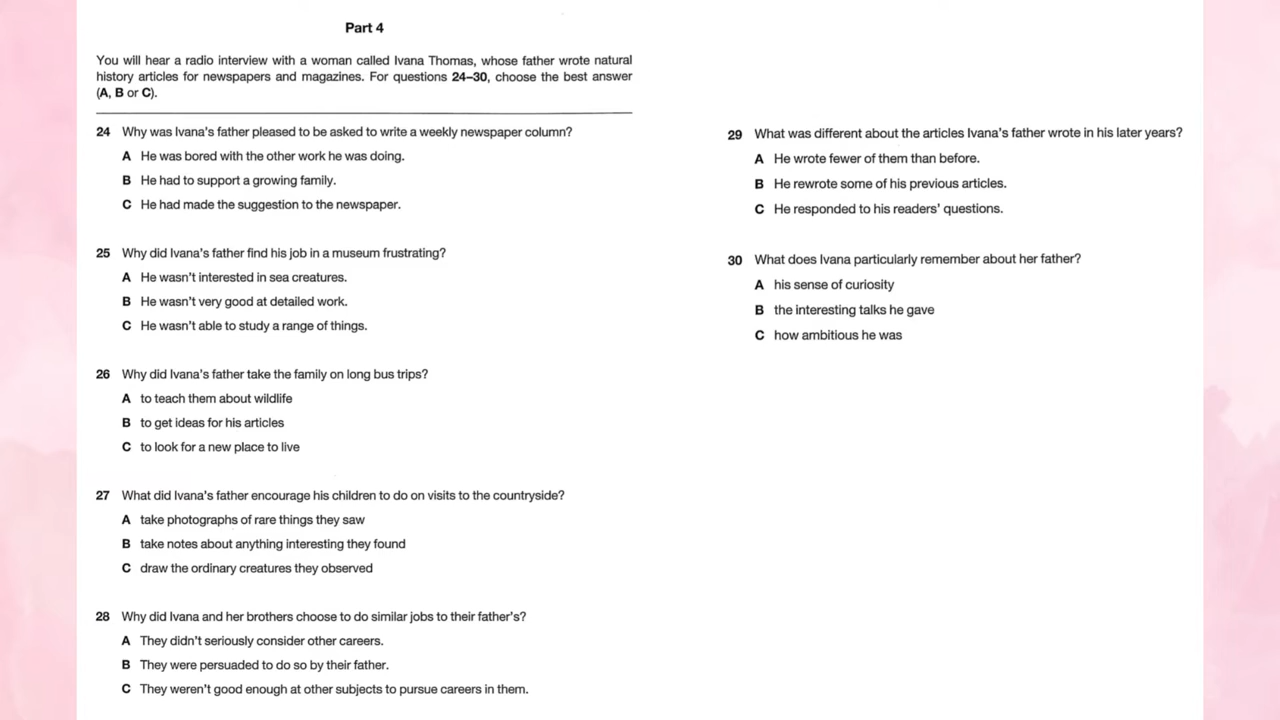 Part 4
You will hear a radio interview with a woman called Ivana Thomas, whose father wrote natural
history articles for newspapers and magazines. For questions 24–30, choose the best answer
(A, B or C).
24 Why was Ivana's father pleased to be asked to write a weekly newspaper column?
A He was bored with the other work he was doing.
B He had to support a growing family.
C He had made the suggestion to the newspaper.
25 Why did Ivana's father find his job in a museum frustrating?
A He wasn't interested in sea creatures.
B He wasn't very good at detailed work.
C He wasn't able to study a range of things.
26 Why did Ivana's father take the family on long bus trips?
A to teach them about wildlife
B to get ideas for his articles
C to look for a new place to live
27 What did Ivana's father encourage his children to do on visits to the countryside?
A take photographs of rare things they saw
B take notes about anything interesting they found
C draw the ordinary creatures they observed
28 Why did Ivana and her brothers choose to do similar jobs to their father's?
A They didn't seriously consider other careers.
B They were persuaded to do so by their father.
C They weren't good enough at other subjects to pursue careers in them.
29 What was different about the articles Ivana's father wrote in his later years?
A He wrote fewer of them than before.
B He rewrote some of his previous articles.
C He responded to his readers' questions.
30 What does Ivana particularly remember about her father?
A his sense of curiosity
B the interesting talks he gave
C how ambitious he was